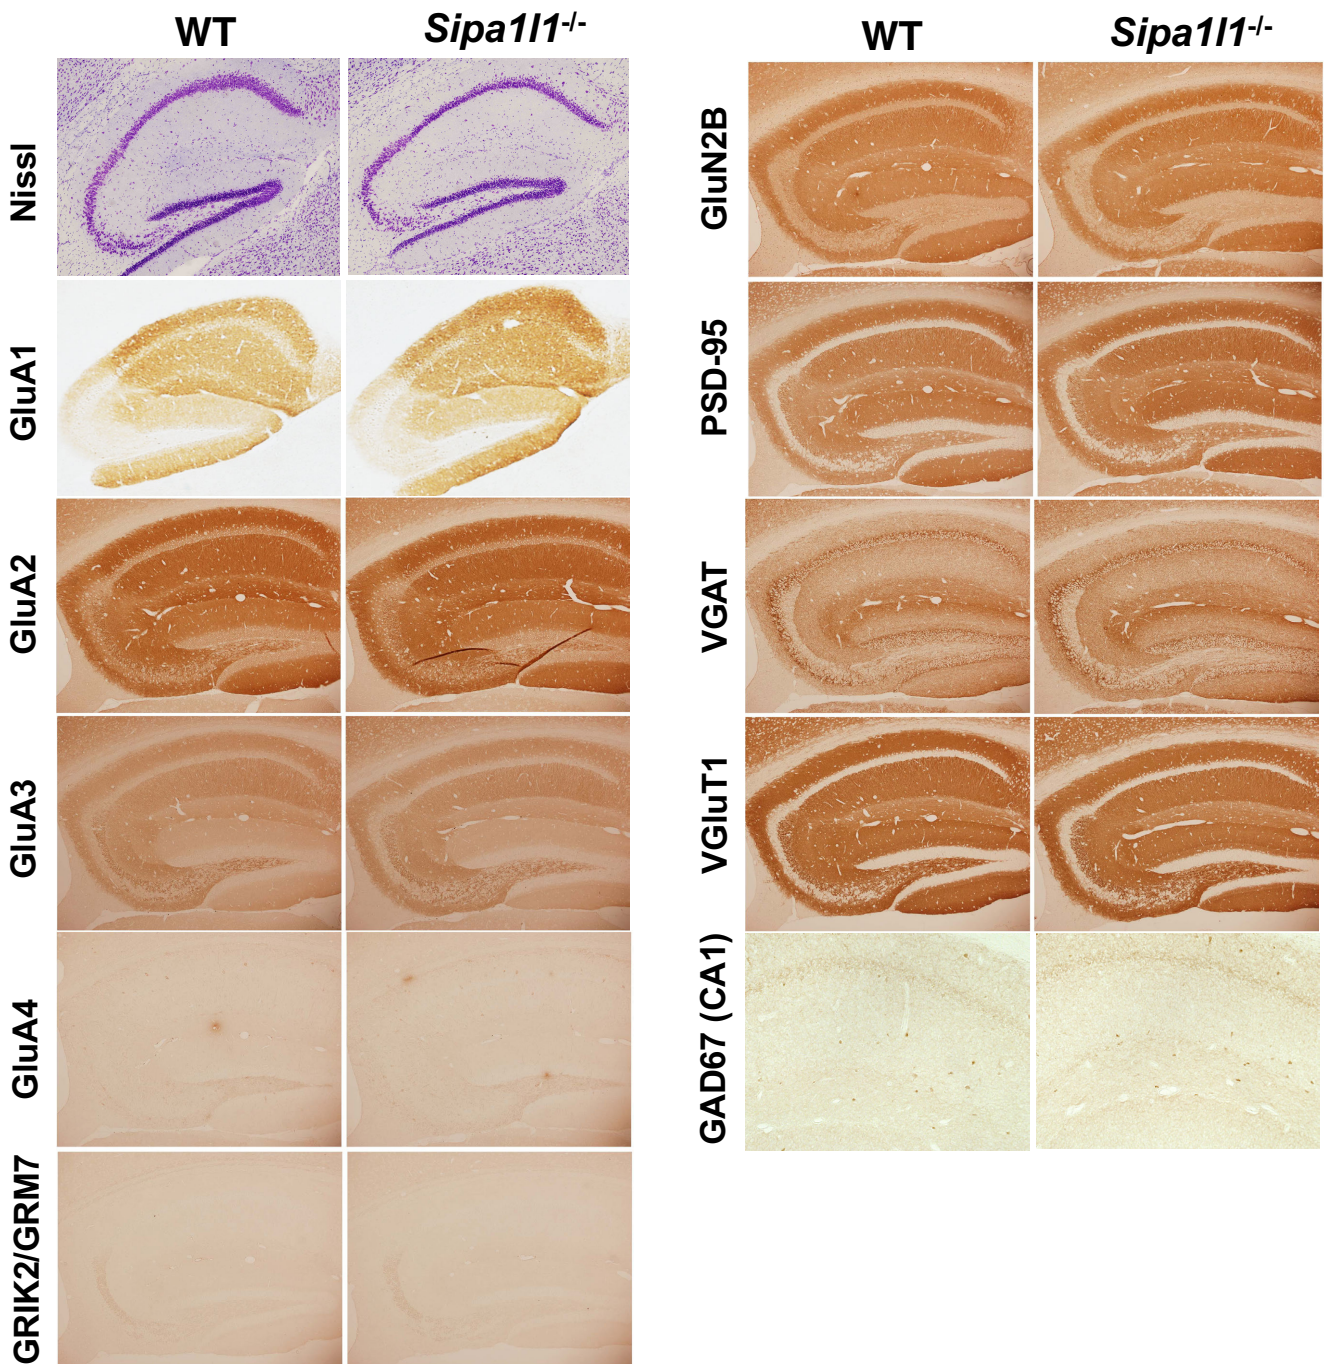 WT
Sipa1l1-/-
Nissl
GluA1
GluA2
GluA3
GluA4
GRIK2/GRM7
WT
Sipa1l1-/-
GluN2B
PSD-95
VGAT
VGluT1
GAD67 (CA1)